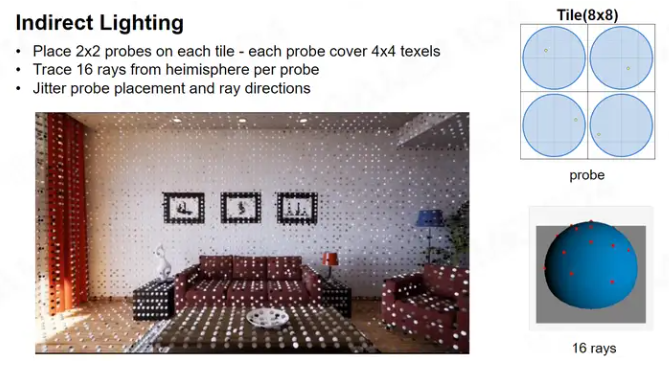 Indirect Lighting
• Place 2x2 probes on each tile - each probe cover 4x4 texels
• Trace 16 rays from heimisphere per probe
• Jitter probe placement and ray directions
Tile(8x8)
probe
16 rays